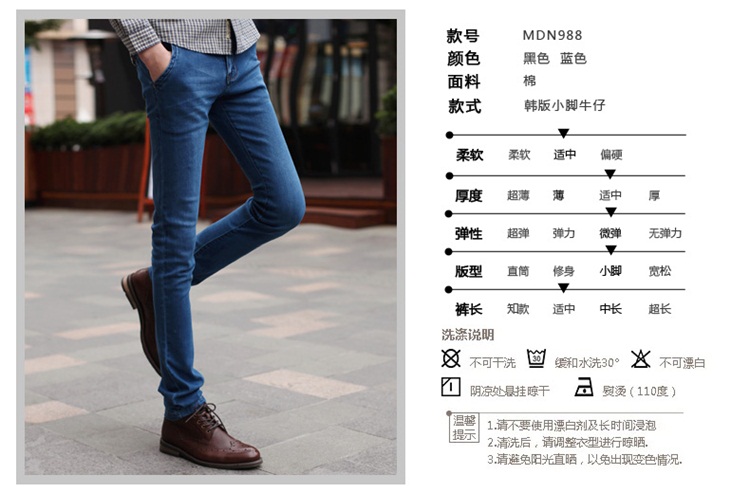 款号 MDN988
颜色 黑色 蓝色
面料 棉
款式 韩版小脚牛仔
柔软 柔软 适中 偏硬
厚度 超薄 薄 适中 厚
弹性 超弹 弹力 微弹 无弹力
版型 直筒 修身 小脚 宽松
裤长 知款 适中 中长 超长
洗涤说明
不可干洗 30 缓和水洗30° 不可漂白
阴凉处悬挂晾干 熨烫（110度）
温馨提示
1.请不要使用漂白剂及长时间浸泡
2.清洗后，请调整衣型进行晾晒.
3.请避免阳光直晒，以免出现变色情况.